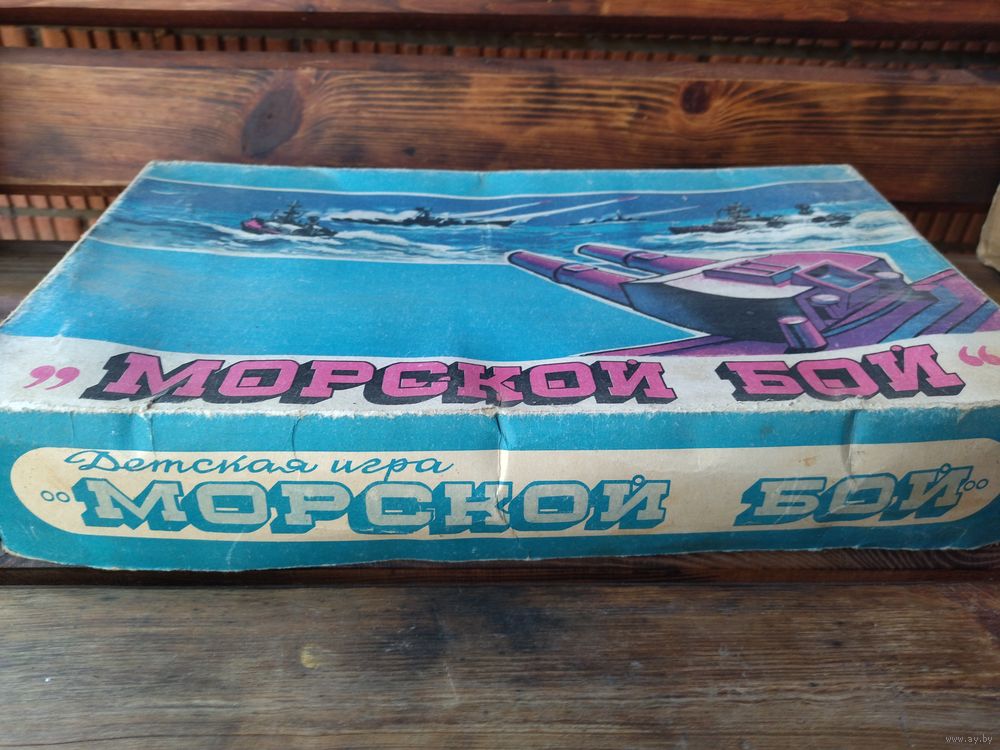 „МОРСКОЙ БОЙ“
Детская игра
"МОРСКОЙ БОЙ"
www.ay.by